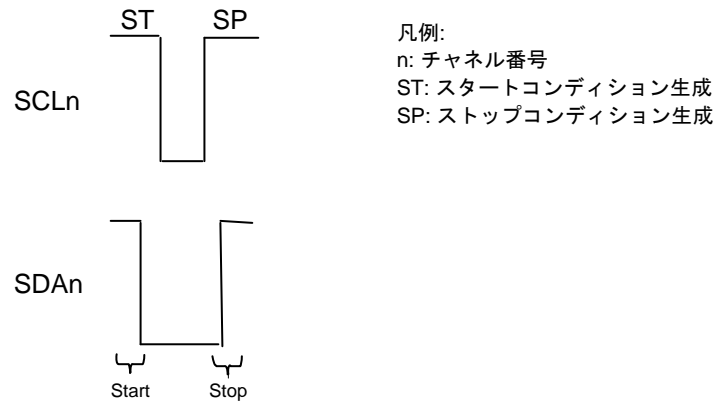 ST SP
SCLn
SDAn
Start Stop
凡例:
n: チャネル番号
ST: スタートコンディション生成
SP: ストップコンディション生成